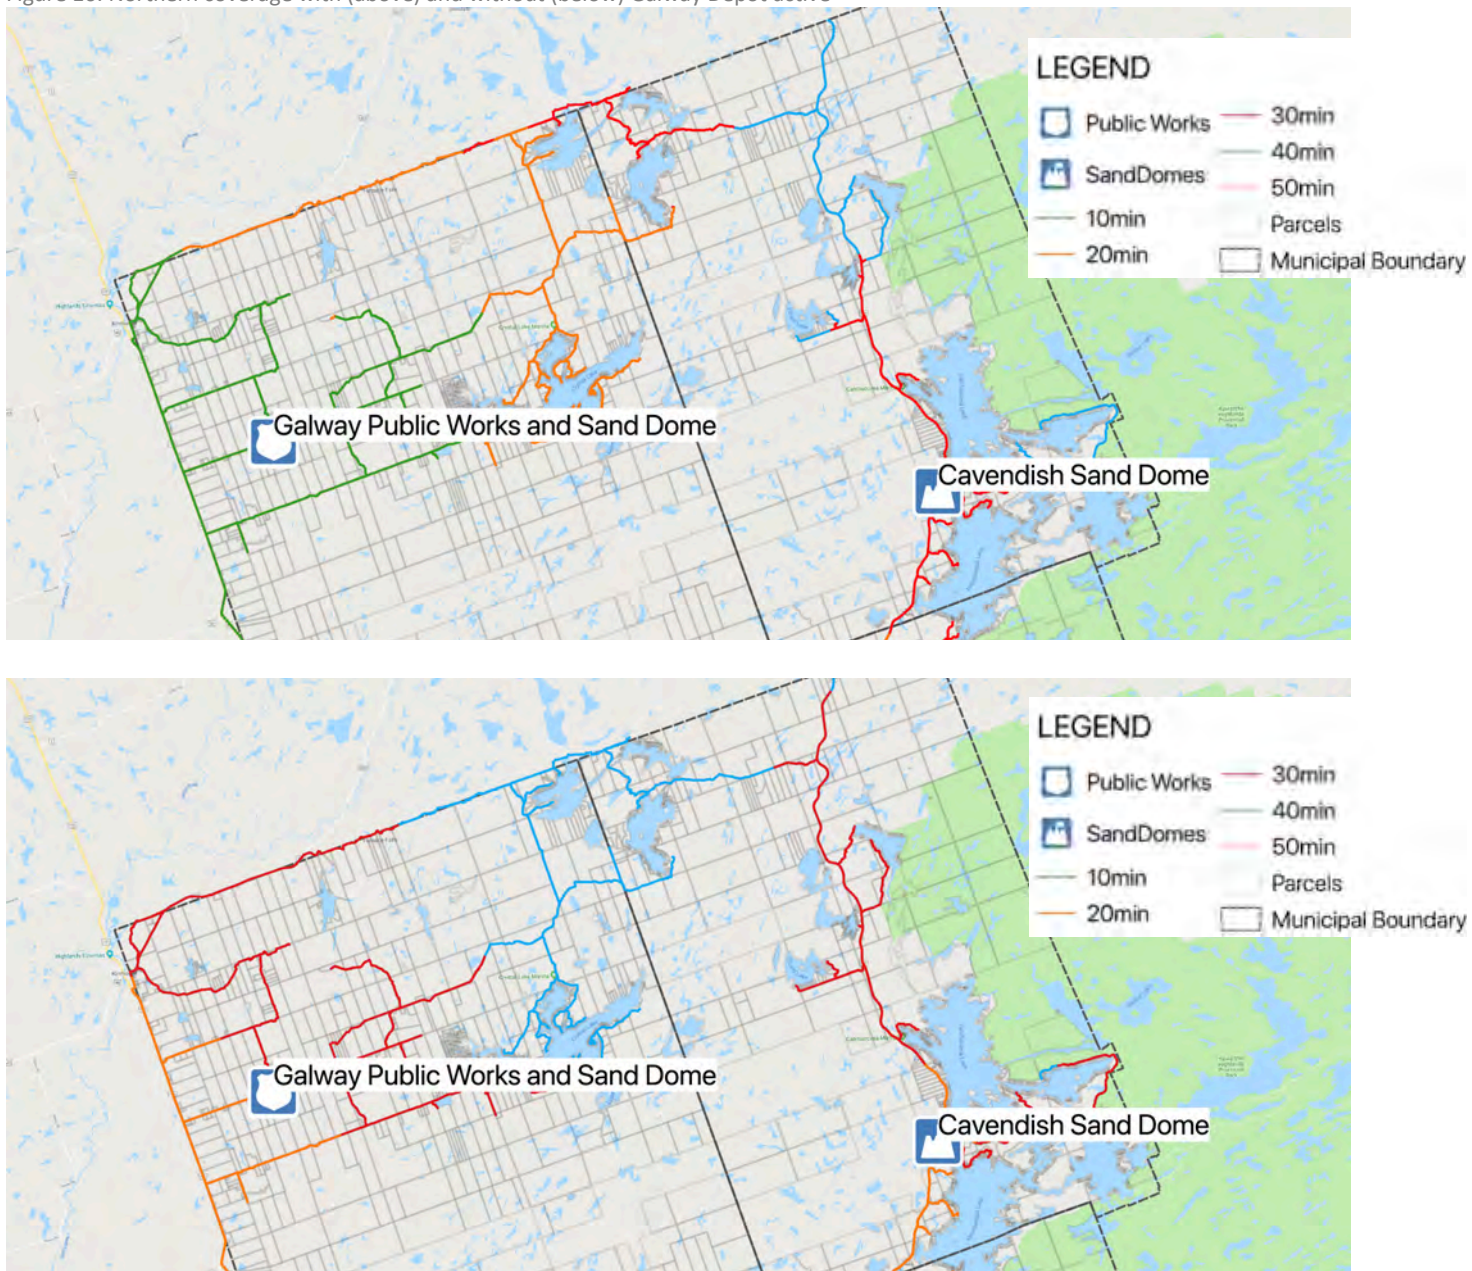 LEGEND
Public Works
SandDomes
10min
20min
30min
40min
50min
Parcels
Municipal Boundary
Galway Public Works and Sand Dome
Cavendish Sand Dome
LEGEND
Public Works
SandDomes
10min
20min
30min
40min
50min
Parcels
Municipal Boundary
Galway Public Works and Sand Dome
Cavendish Sand Dome